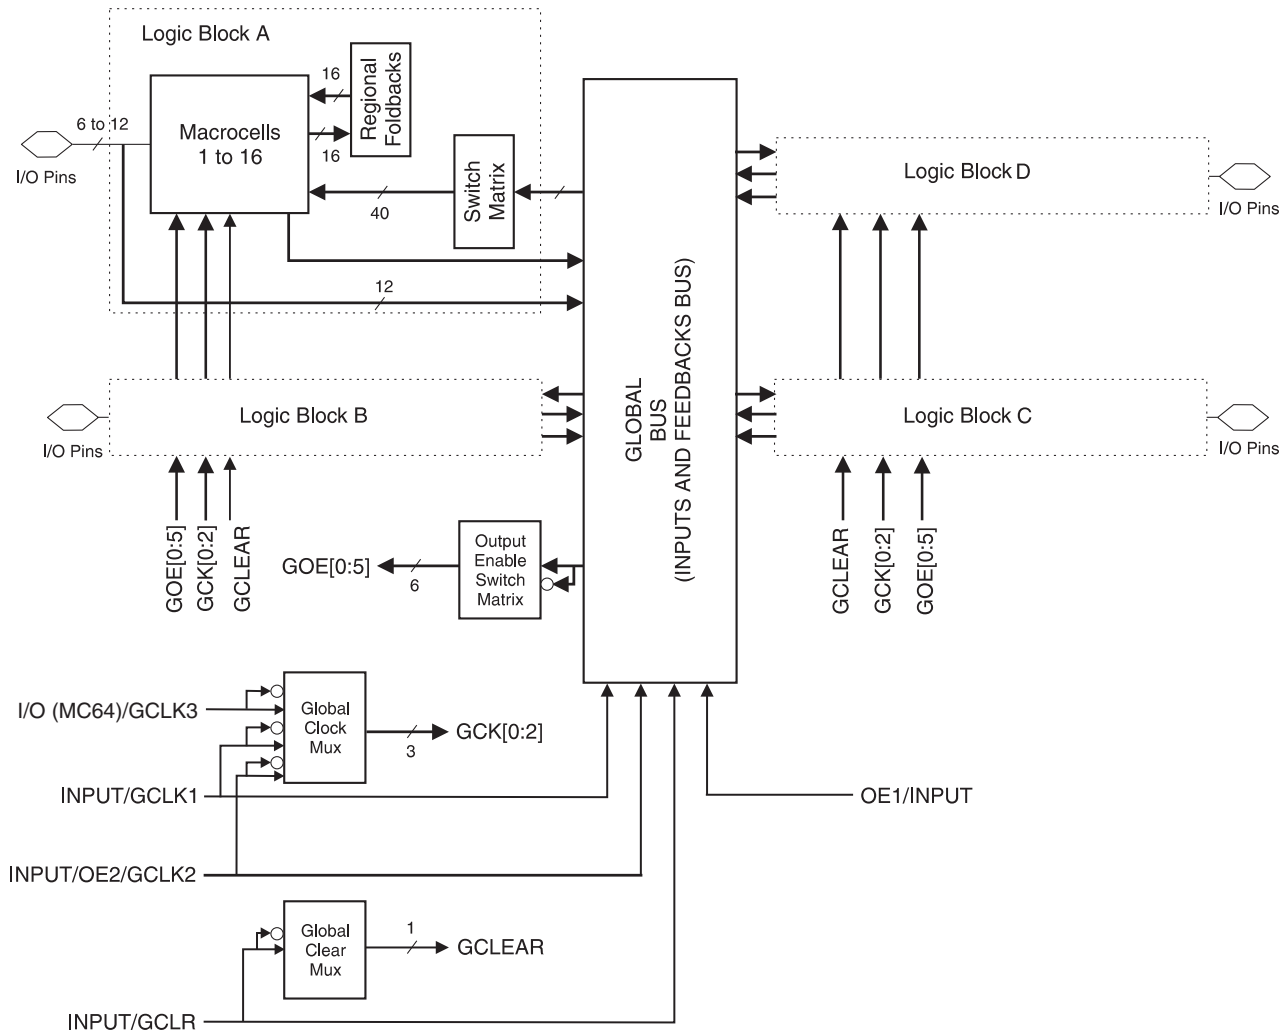 Logic Block A
16
Regional
Foldbacks
6 to 12
Macrocells
1 to 16
16
I/O Pins
Switch
Matrix
40
12
Logic Block D
I/O Pins
GLOBAL
BUS
(INPUTS AND FEEDBACKS BUS)
Logic Block B
I/O Pins
Logic Block C
I/O Pins
GOE[0:5]
GCK[0:2]
GCLEAR
GOE[0:5]
6
Output
Enable
Switch
Matrix
GCLEAR
GCK[0:2]
GOE[0:5]
I/O (MC64)/GCLK3
Global
Clock
Mux
3
GCK[0:2]
INPUT/GCLK1
OE1/INPUT
INPUT/OE2/GCLK2
Global
Clear
Mux
1
GCLEAR
INPUT/GCLR